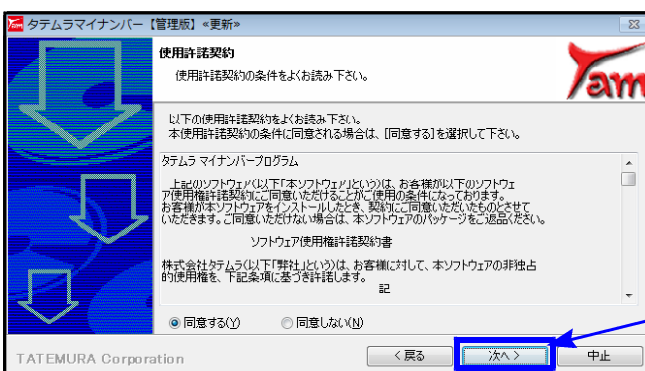 タテムラマイナンバー【管理版】≪更新≫
使用許諾契約
使用許諾契約の条件をよくお読み下さい。
Tam
以下の使用許諾契約をよくお読み下さい。
本使用許諾契約の条件に同意される場合は、[同意する]を選択して下さい。
タテムラ マイナンバープログラム
上記のソフトウェア(以下「本ソフトウェア」という)は、お客様が以下のソフトウェ
ア使用権許諾契約にご同意いただけることがご使用の条件になっております。
お客様が本ソフトウェアをインストールしたとき、契約にご同意いただいたものとさせて
いただきます。ご同意いただけない場合は、本ソフトウェアのパッケージをご返品ください。
ソフトウェア使用権許諾契約書
株式会社タテムラ(以下「弊社」という)は、お客様に対して、本ソフトウェアの非独占
的使用権を、下記条項に基づき許諾します。
記
同意する(Y) 同意しない(N)
TATEMURA Corporation <戻る 次へ> 中止